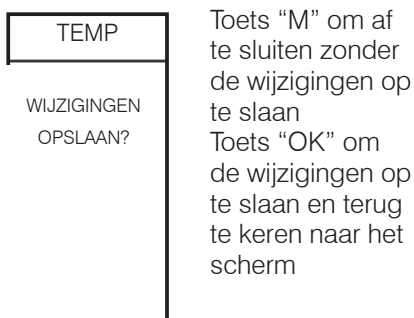 TEMP
WIJZIGINGEN
OPSLAAN?
Toets “M” om af
te sluiten zonder
de wijzigingen op
te slaan
Toets “OK” om
de wijzigingen op
te slaan en terug
te keren naar het
scherm